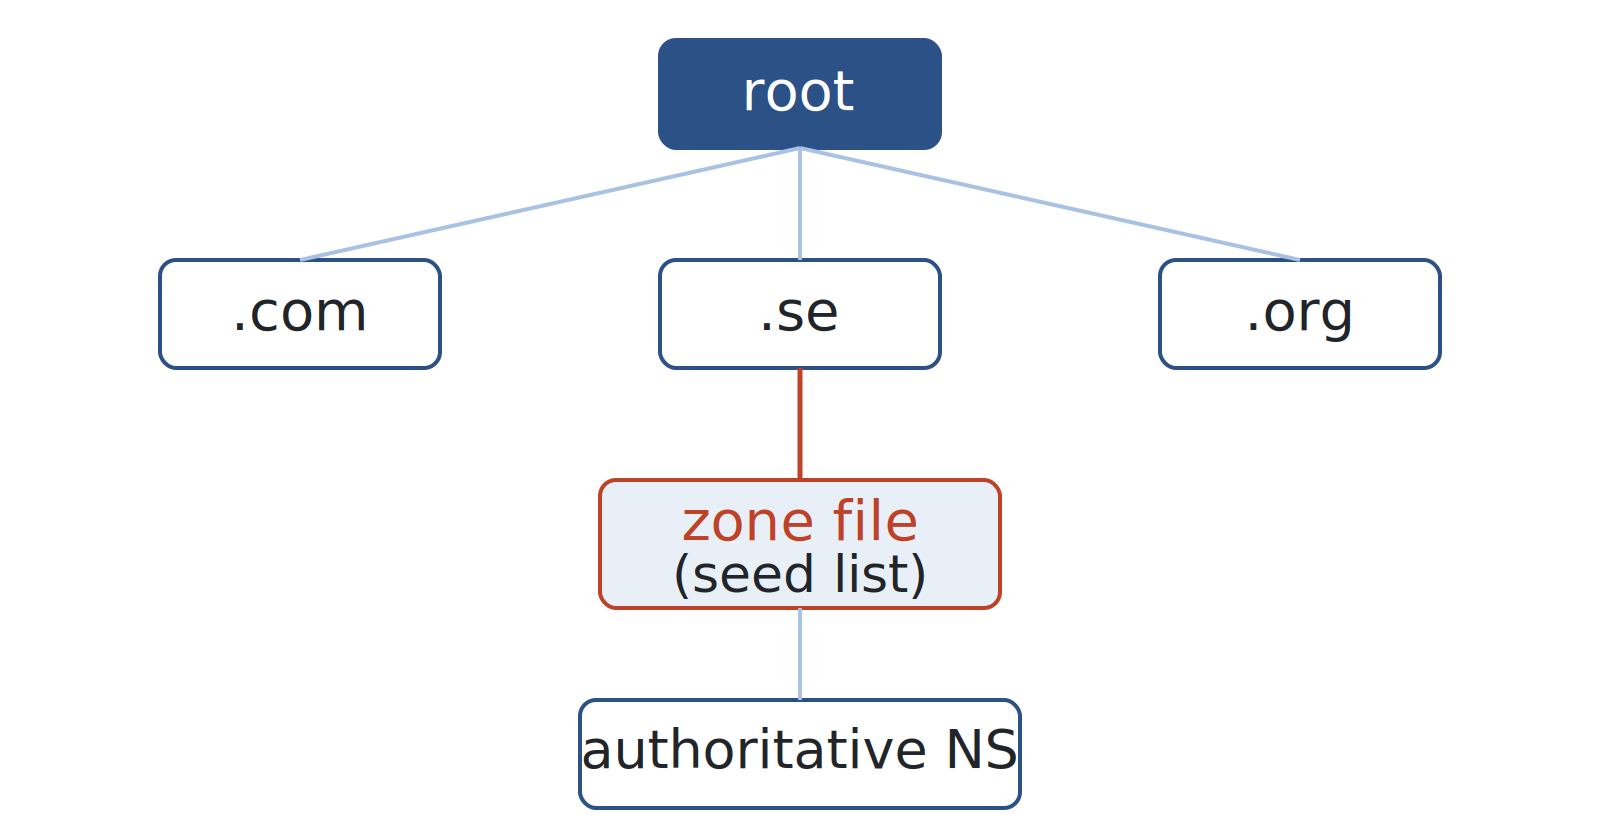 root
.com
.se
.org
zone file
(seed list)
authoritative NS